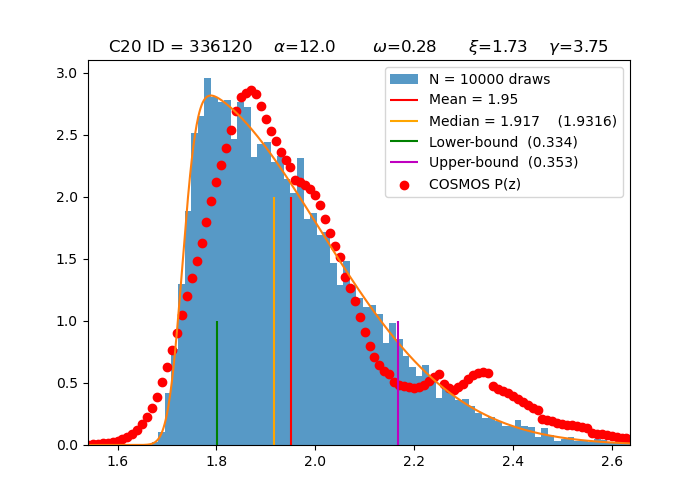 C20 ID = 336120 α=12.0 ω=0.28 ξ=1.73 γ=3.75
N = 10000 draws
Mean = 1.95
Median = 1.917 (1.9316)
Lower-bound (0.334)
Upper-bound (0.353)
COSMOS P(z)
3.0
2.5
2.0
1.5
1.0
0.5
0.0
1.6 1.8 2.0 2.2 2.4 2.6